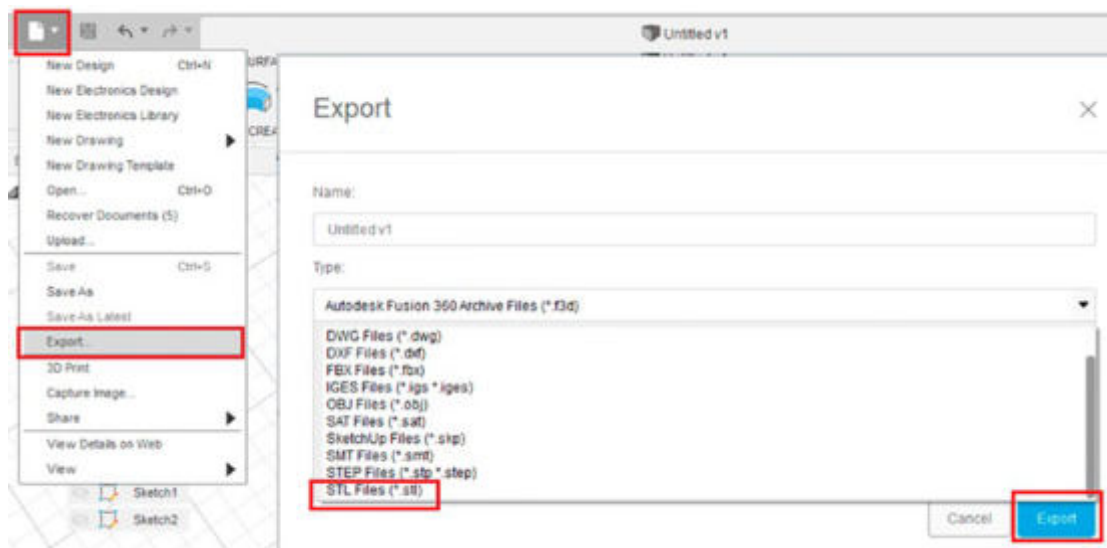 Untitled v1
New Design Ctrl+N
New Electronics Design
New Electronics Library
New Drawing
New Drawing Template
Open... Ctrl+O
Recover Documents (5)
Upload...
Save Ctrl+S
Save As
Save As Latest
Export...
3D Print
Capture Image...
Share
View Details on Web
View
Sketch1
Sketch2
URFA
CREA
Export
Name:
Untitled v1
Type:
Autodesk Fusion 360 Archive Files (*.f3d)
DWG Files (*.dwg)
DXF Files (*.dxf)
FBX Files (*.fbx)
IGES Files (*.igs *.iges)
OBJ Files (*.obj)
SAT Files (*.sat)
SketchUp Files (*.skp)
SMT Files (*.smt)
STEP Files (*.stp *.step)
STL Files (*.stl)
Cancel Export